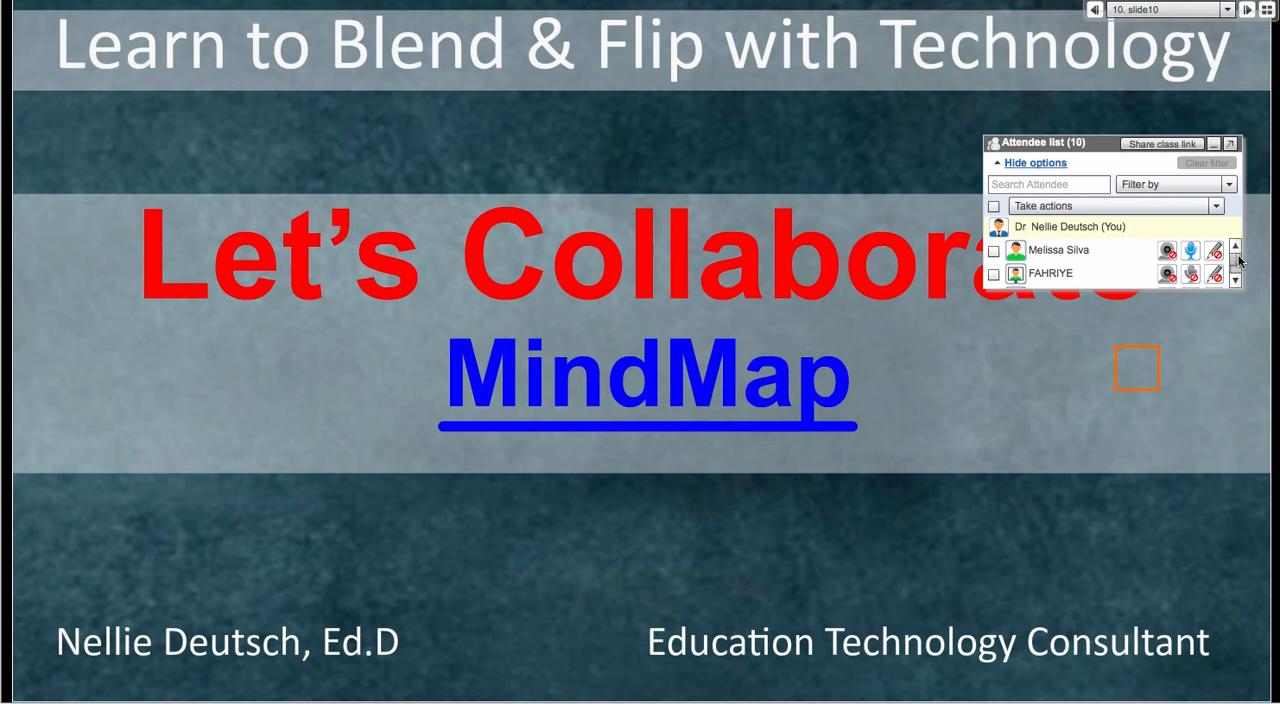 10. slide10
Learn to Blend & Flip with Technology
Attendee list (10)
Share class link
Hide options
Clear filter
Search Attendee
Filter by
Take actions
Dr Nellie Deutsch (You)
Melissa Silva
FAHRIYE
Let's Collaborate
MindMap
Nellie Deutsch, Ed.D
Education Technology Consultant